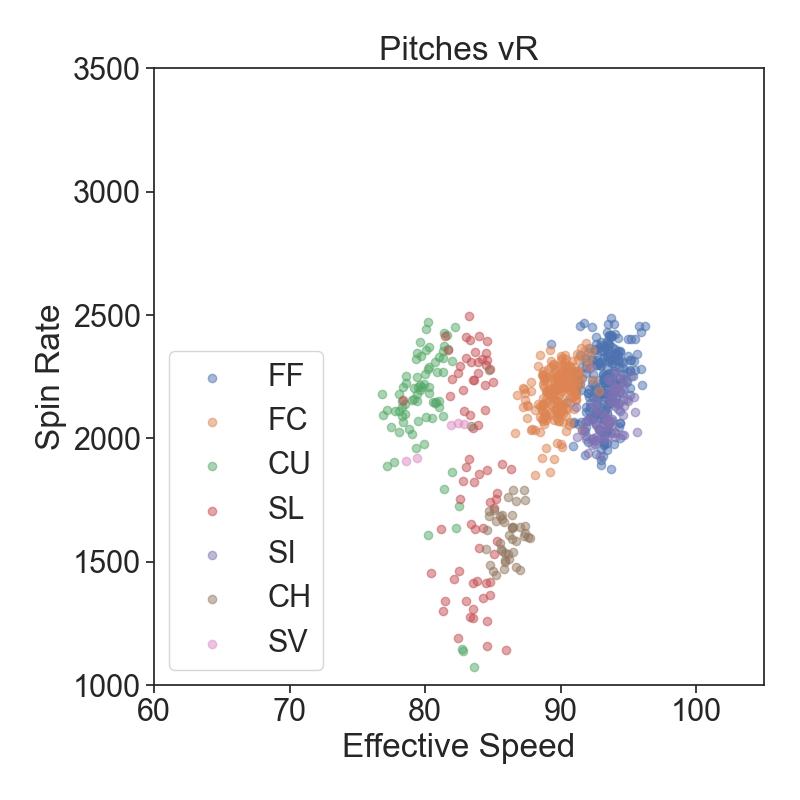 Pitches vR
3500
3000
2500
2000
1500
1000
Spin Rate
FF
FC
CU
SL
SI
CH
SV
60 70 80 90 100
Effective Speed